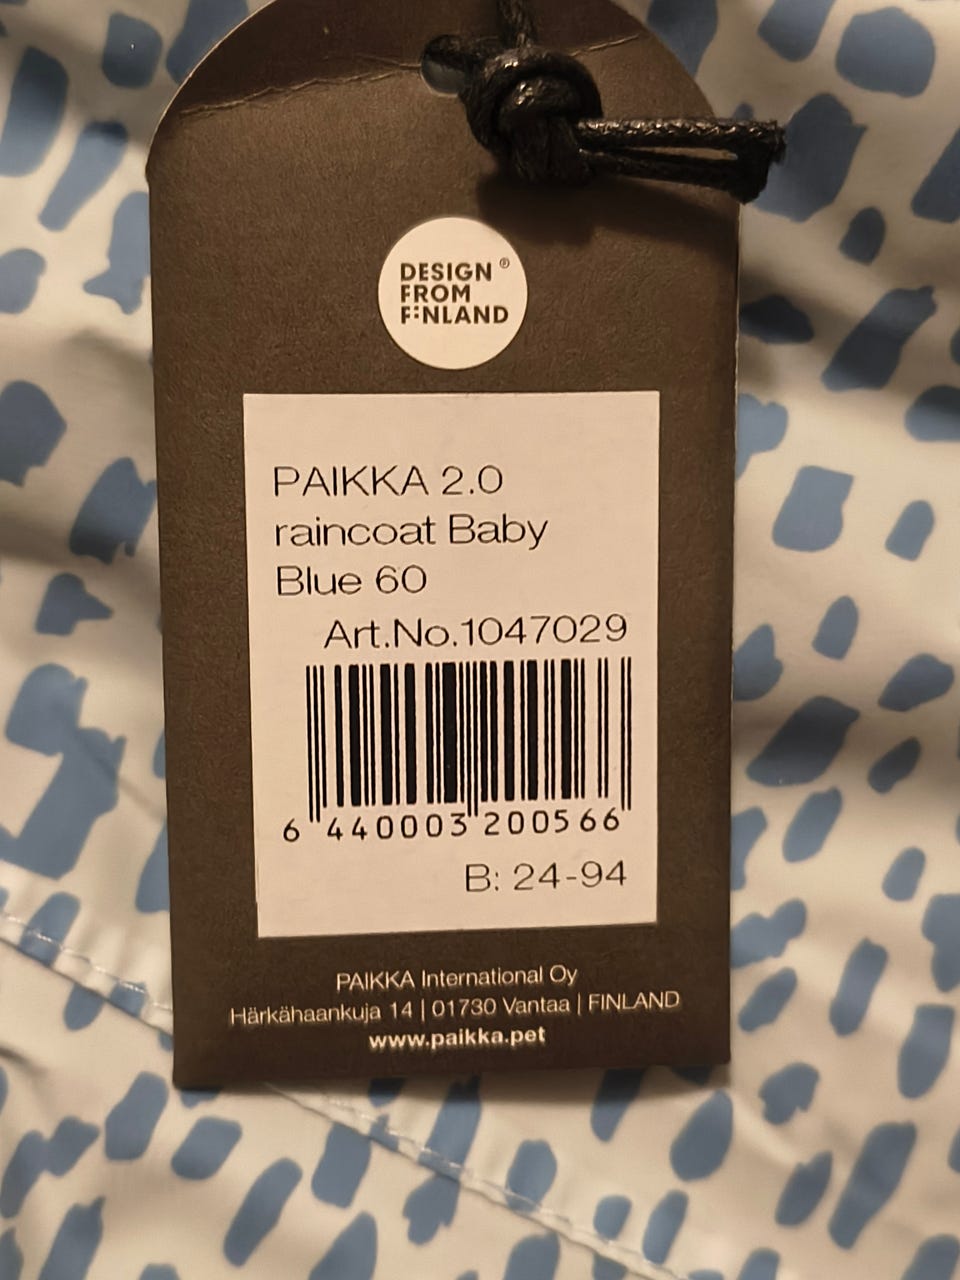 DESIGN ®
FROM
FINLAND
PAIKKA 2.0
raincoat Baby
Blue 60
Art.No.1047029
6 440003 200566
B: 24-94
PAIKKA International Oy
Härkähaankuja 14 | 01730 Vantaa | FINLAND
www.paikka.pet